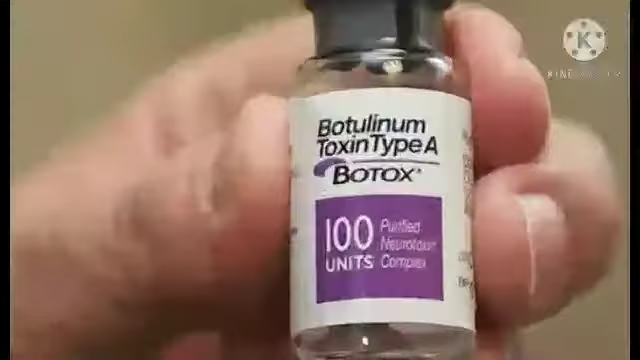 Botulinum
Toxin Type A
BOTOX®
100
UNITS
Purified
Neurotoxin
Complex
K